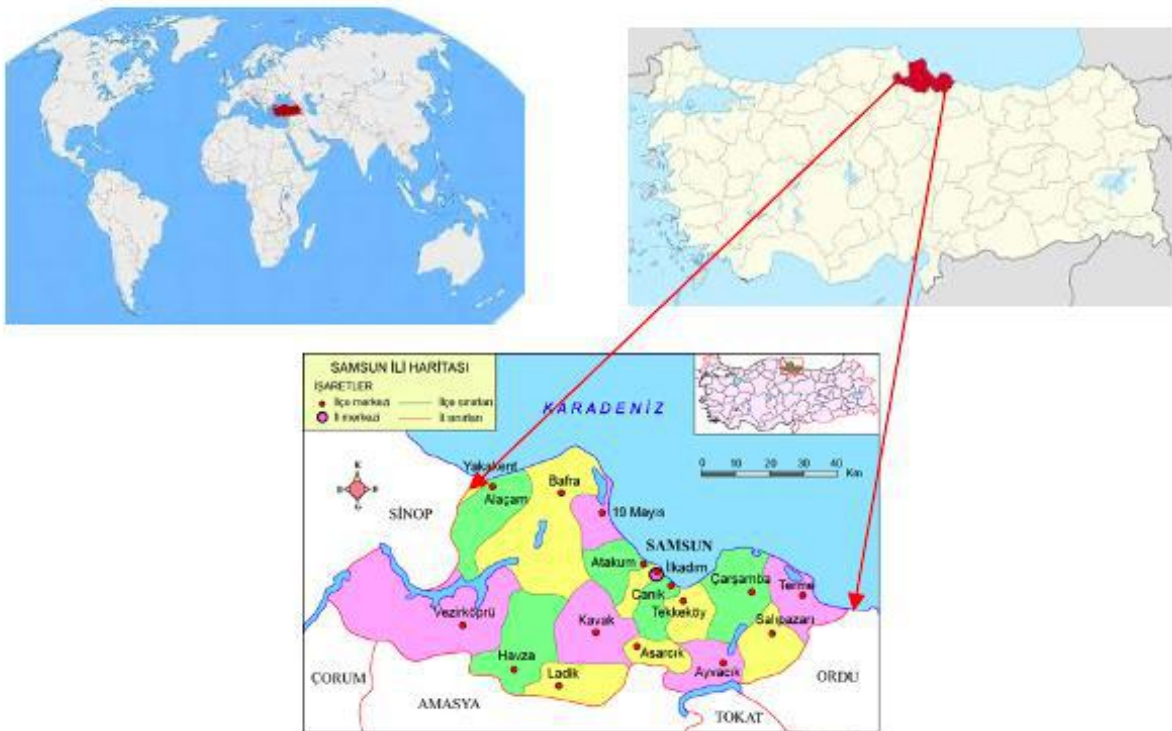 SAMSUN İLİ HARİTASI
İŞARETLER
İlçe merkezi
İlçe sınırları
İl merkezi
İl sınırları
KARADENİZ
0 10 20 30 40
Km
K
G
Yakakent
Bafra
Alaçam
SİNOP
19 Mayıs
SAMSUN
Atakum
İlkadım
Canik
Çarşamba
Terme
Tekkeköy
Vezirköprü
Kavak
Salıpazarı
Asarcık
Havza
Ladik
Ayvacık
ÇORUM
AMASYA
ORDU
TOKAT